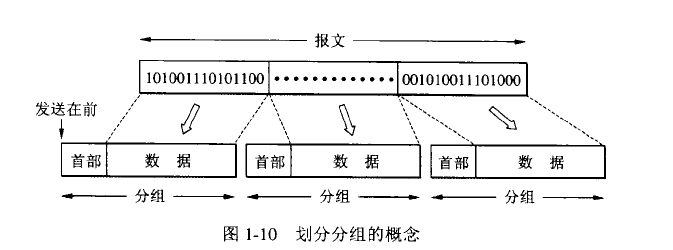 报文
101001110101100 ············· 001010011101000
发送在前
首部 数 据 首部 数 据 首部 数 据
分组 分组 分组
图 1-10 划分分组的概念